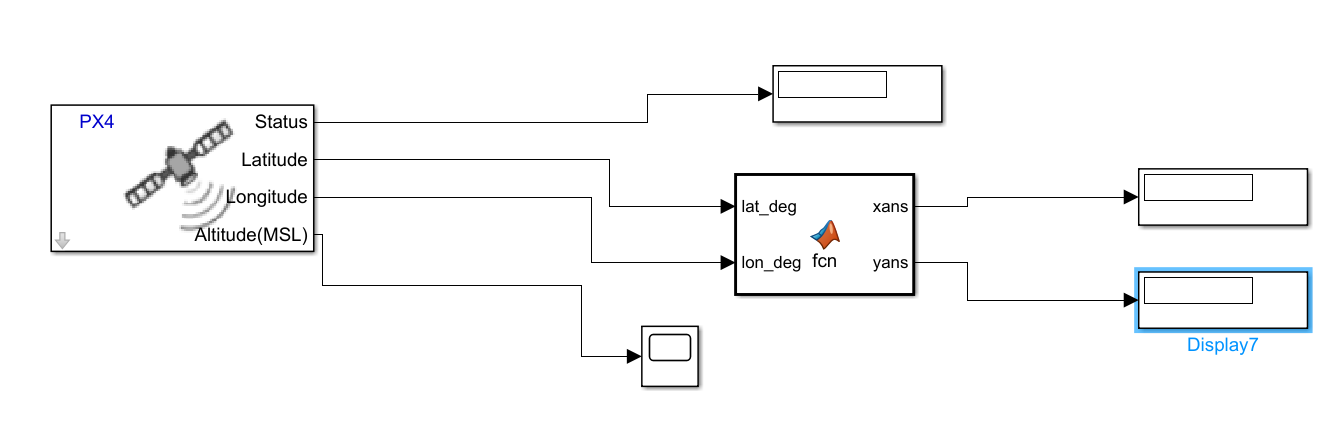 PX4
Status
Latitude
Longitude
Altitude(MSL)
lat_deg
lon_deg
fcn
xans
yans
Display7